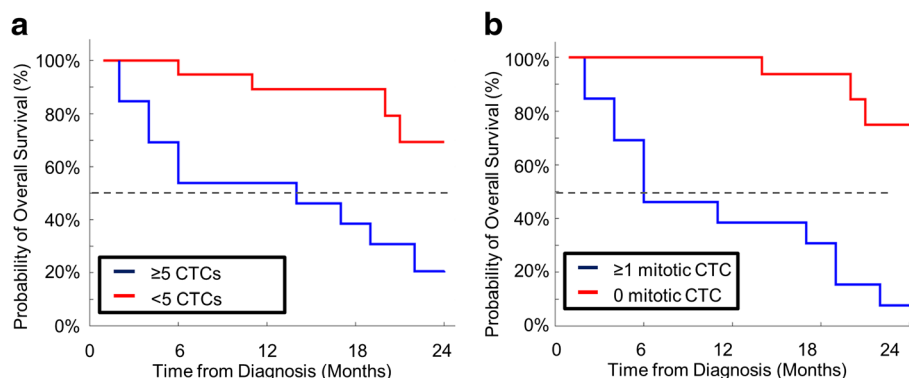 a
Probability of Overall Survival (%)
100%
80%
60%
40%
20%
0%
≥5 CTCs
<5 CTCs
0 6 12 18 24
Time from Diagnosis (Months)
b
Probability of Overall Survival (%)
100%
80%
60%
40%
20%
0%
≥1 mitotic CTC
0 mitotic CTC
0 6 12 18 24
Time from Diagnosis (Months)